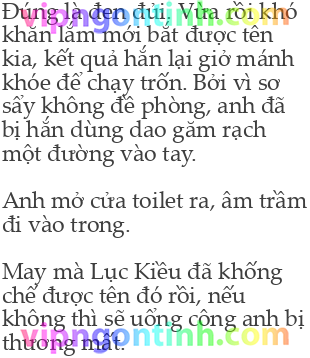 Đúng là đen đủi. Vừa rồi khó
khăn lắm mới bắt được tên
kia, kết quả hắn lại giở mánh
khóe để chạy trốn. Bởi vì sơ
sẩy không đề phòng, anh đã
bị hắn dùng dao găm rạch
một đường vào tay.
Anh mở cửa toilet ra, âm trầm
đi vào trong.
May mà Lục Kiều đã khống
chế được tên đó rồi, nếu
không thì sẽ uổng công anh bị
thương mất.
vipngontinh.com
vipngontinh.com
vipngontinh.com
vipngontinh.com